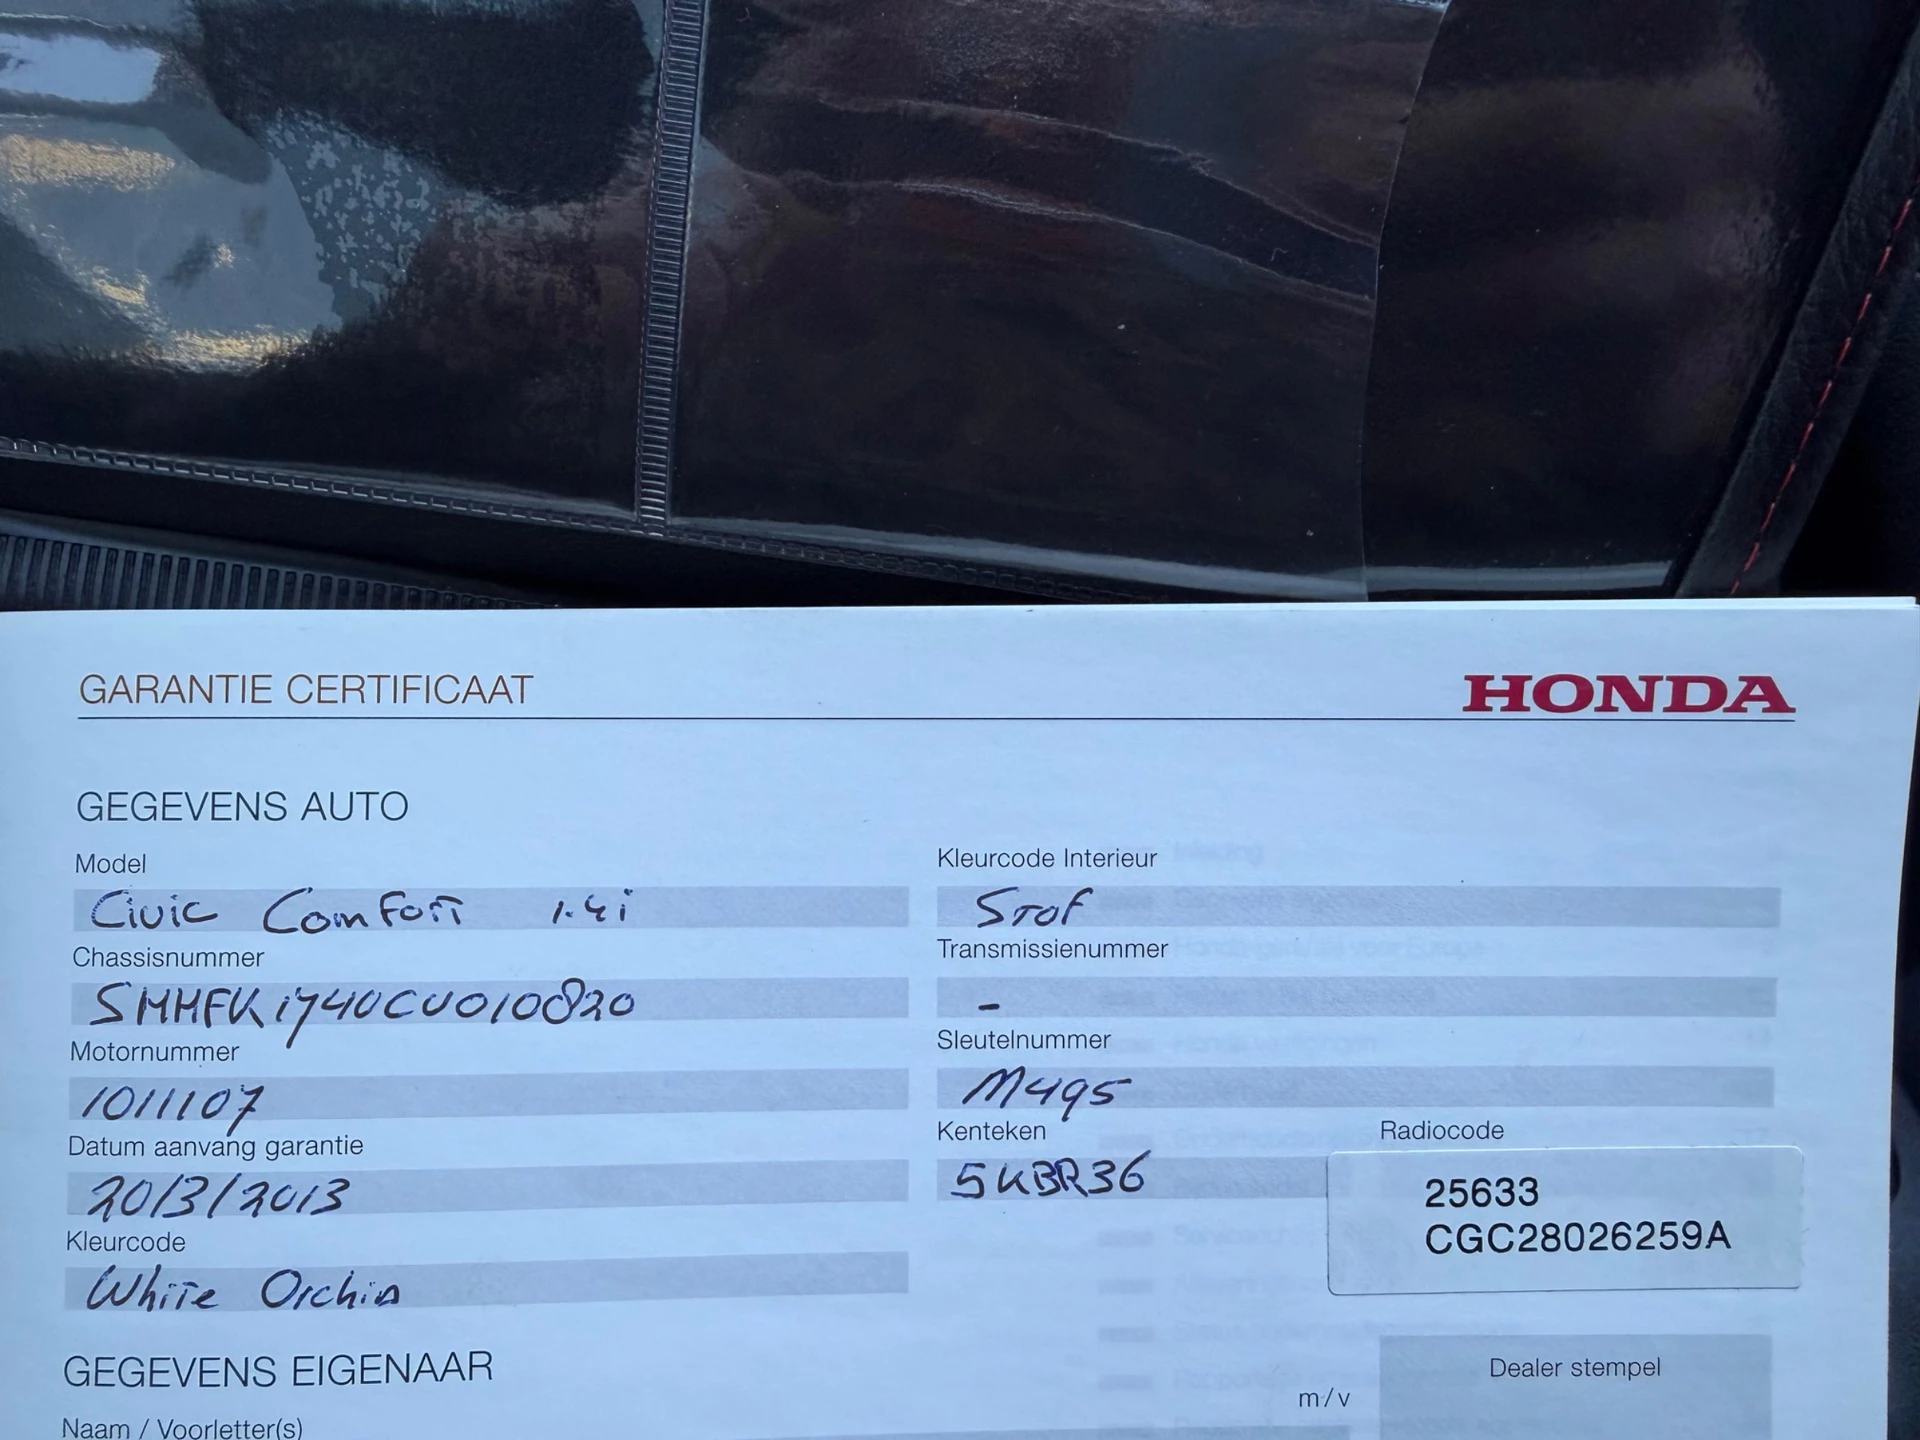 GARANTIE CERTIFICAAT
HONDA
GEGEVENS AUTO
Model
Civic Comfort 1.4i
Chassisnummer
SHHFK1740CU010820
Motornummer
1011107
Datum aanvang garantie
20/3/2013
Kleurcode
White Orchid
Kleurcode Interieur
Stof
Transmissienummer
-
Sleutelnummer
M495
Kenteken
5KBR36
Radiocode
25633
CGC28026259A
GEGEVENS EIGENAAR
Dealer stempel
m/v
Naam / Voorletter(s)